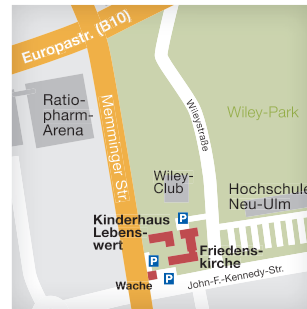 Europastr. (B10)
Ratio-
pharm-
Arena
Memminger Str.
Wileystraße
Wiley-Park
Wiley-
Club
Hochschule
Neu-Ulm
P
Kinderhaus
Lebens-
wert
Friedens-
kirche
P
P
Wache
John-F.-Kennedy-Str.